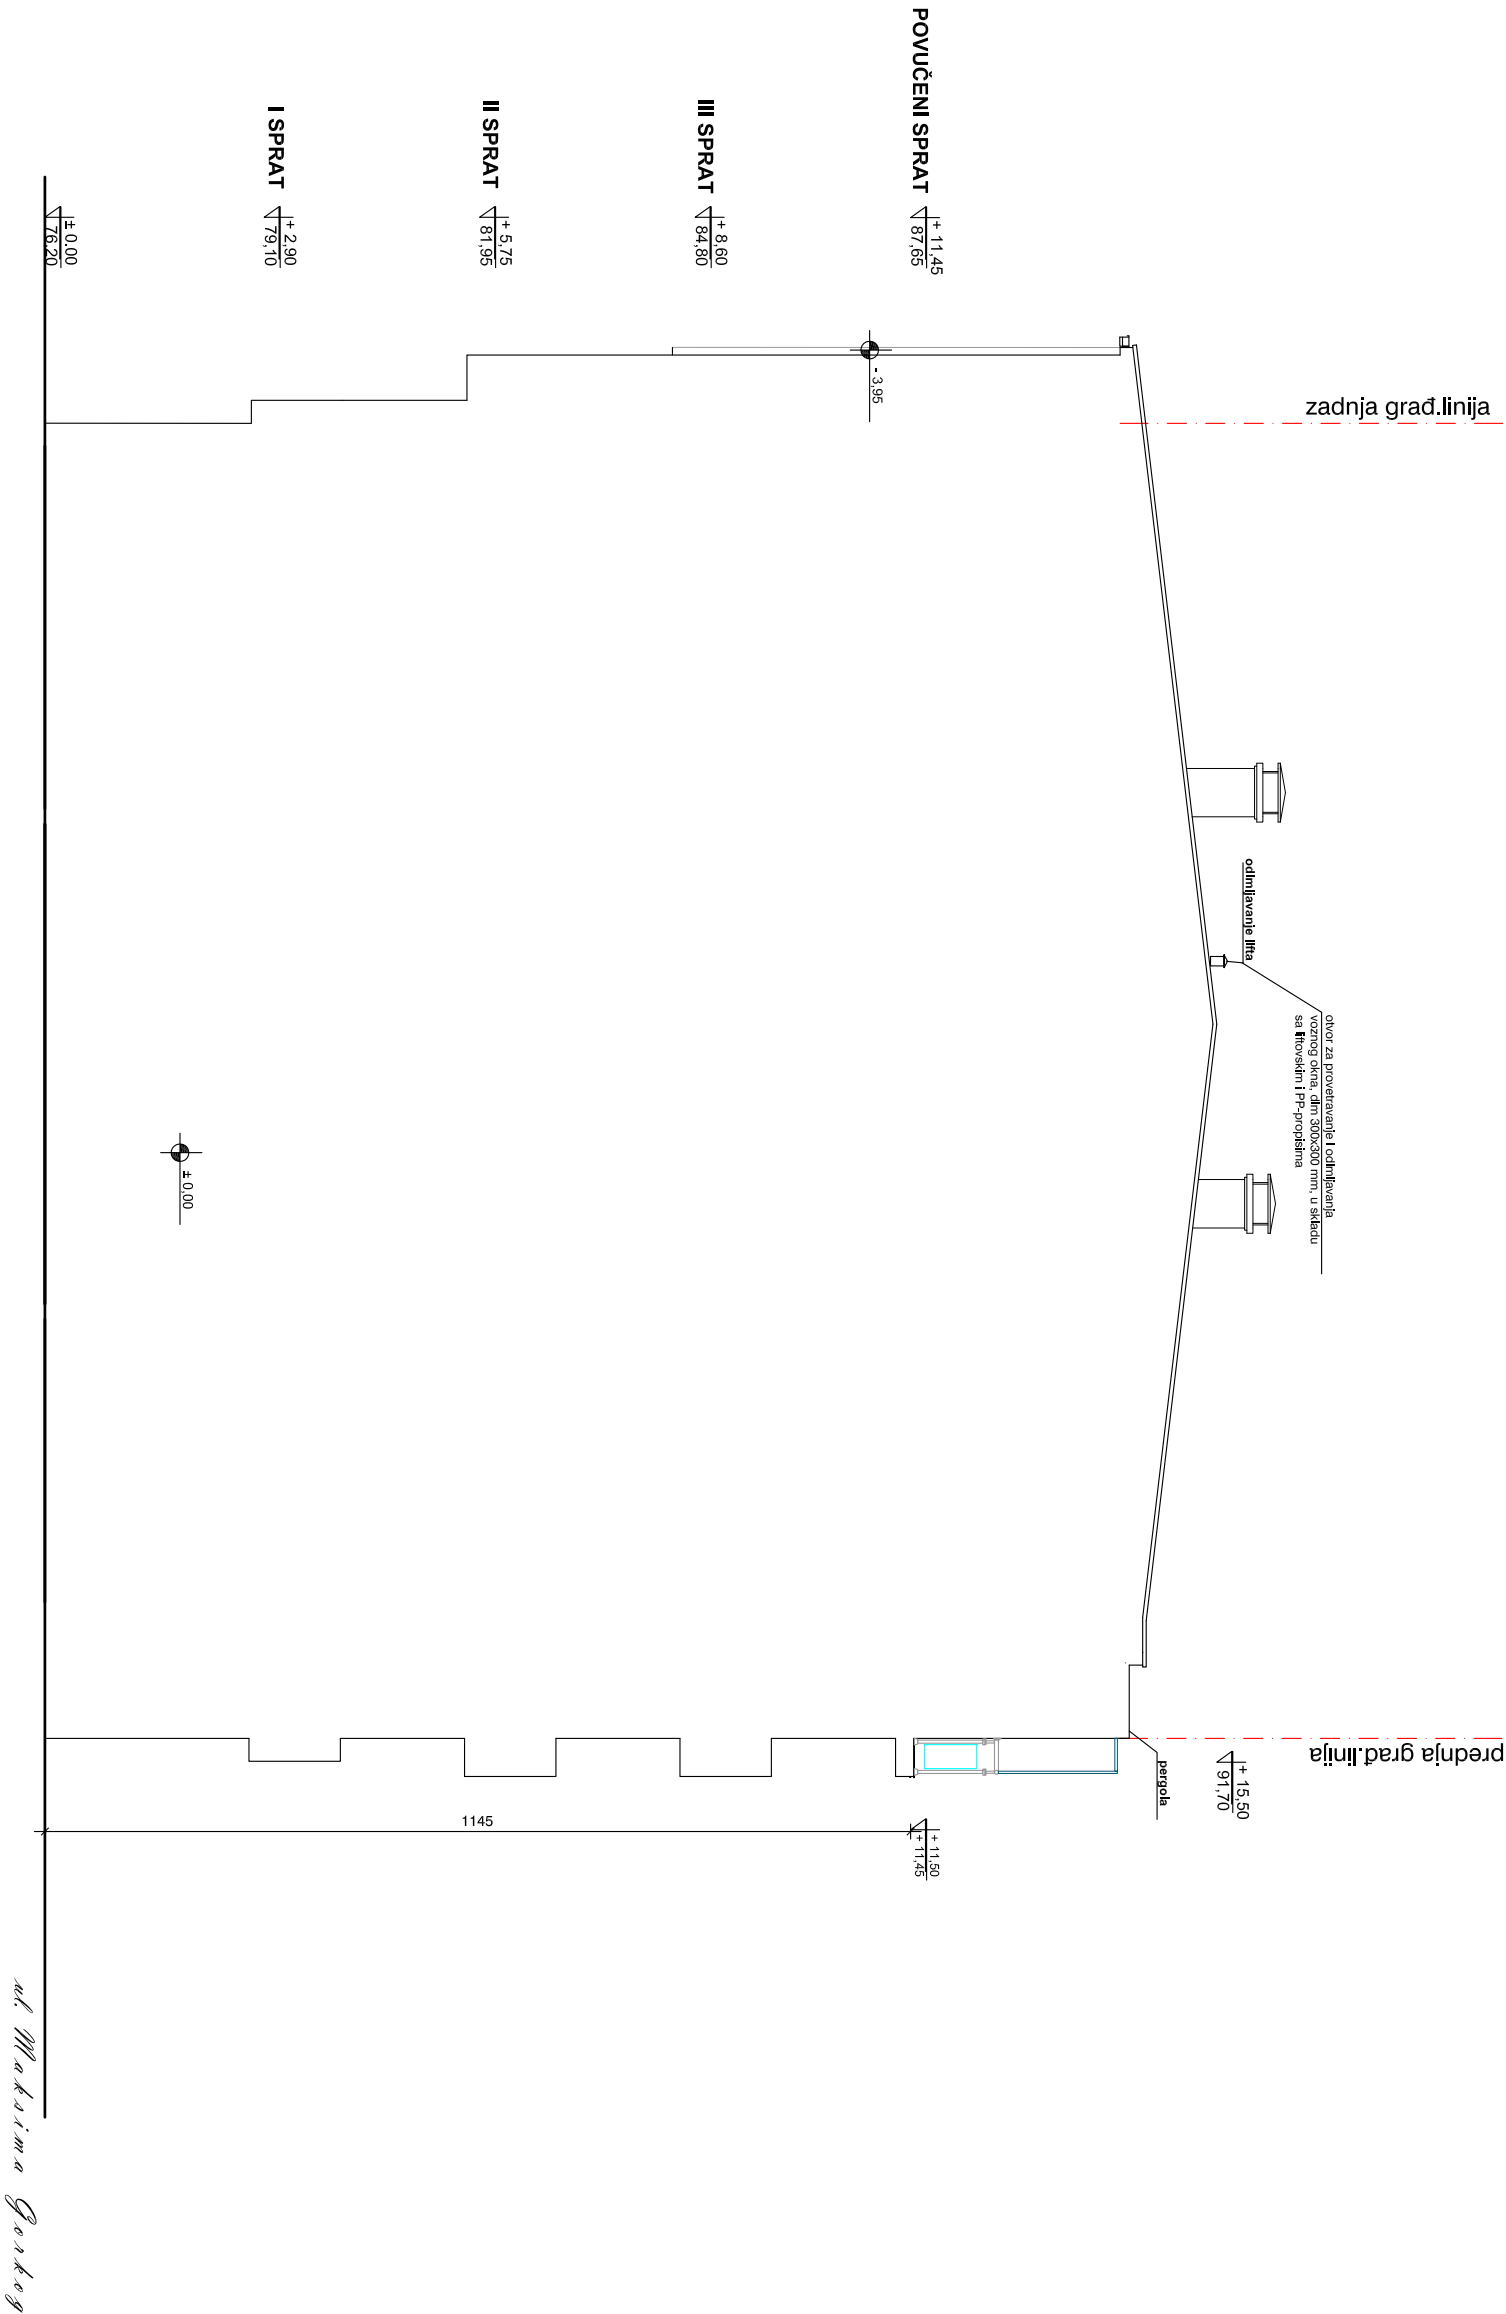 zadnja građ.linija
prednja građ.linija
otvor za provetravanje i odimljavanja
voznog okna, dim 300x300 mm, u skladu
sa liftovskim i PP-propisima
odimljavanje lifta
+ 15,50
91,70
pergola
POVUČENI SPRAT
+ 11,45
87,65
+ 11,50
+ 11,45
- 3,95
III SPRAT
+ 8,60
84,80
II SPRAT
+ 5,75
81,95
1145
I SPRAT
+ 2,90
79,10
± 0,00
± 0.00
76,20
ul. Maksima Gorkog